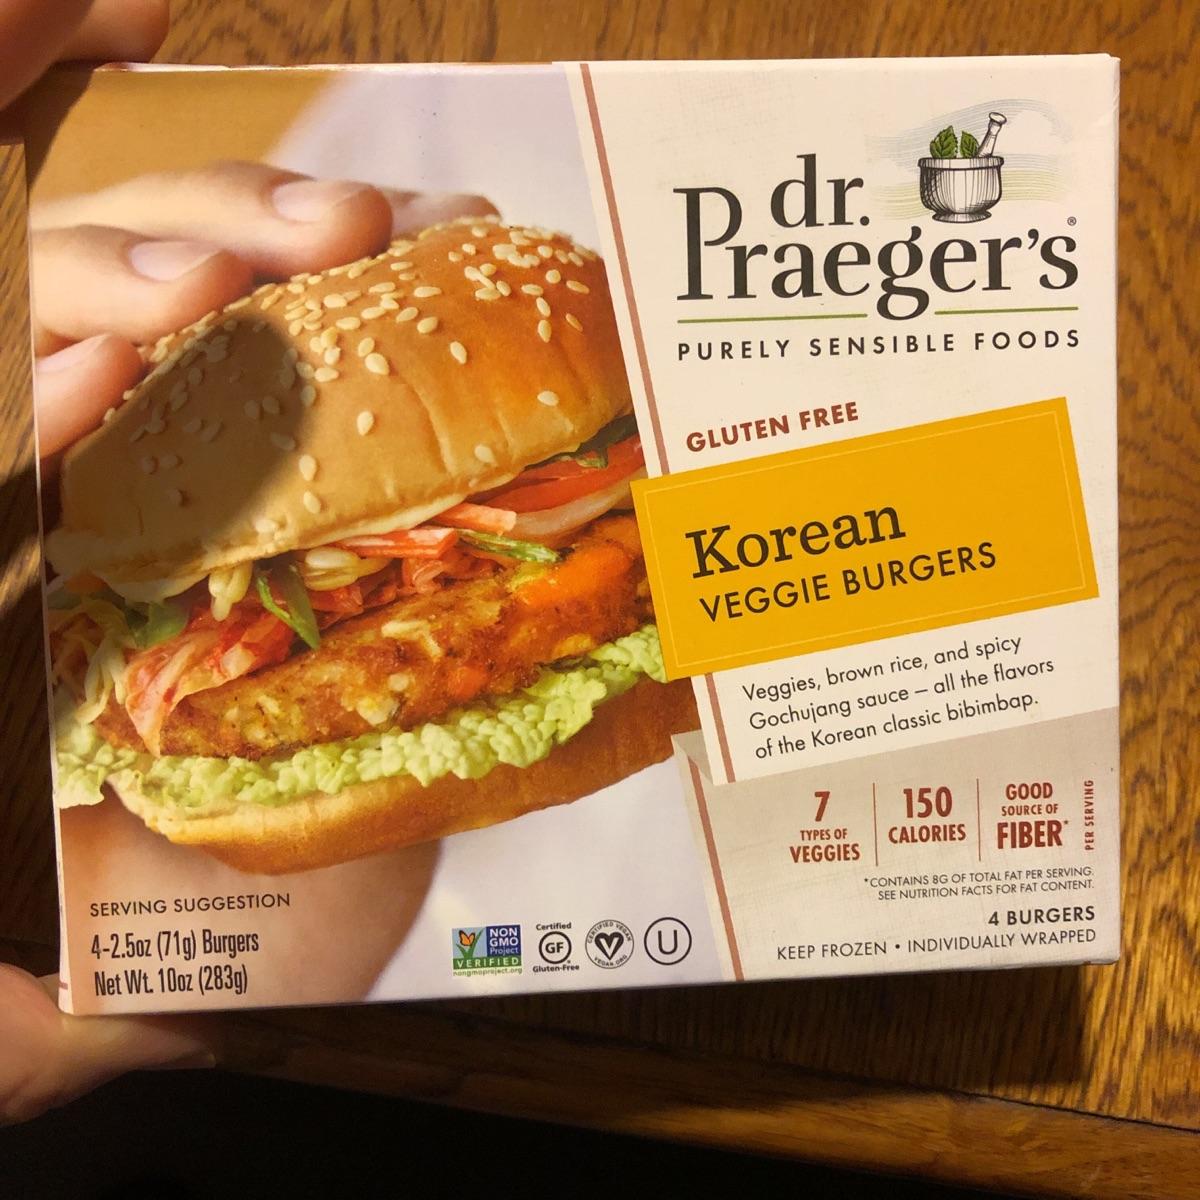 dr.
Praeger's®
PURELY SENSIBLE FOODS
GLUTEN FREE
Korean
VEGGIE BURGERS
Veggies, brown rice, and spicy
Gochujang sauce – all the flavors
of the Korean classic bibimbap.
7
TYPES OF
VEGGIES
150
CALORIES
GOOD
SOURCE OF
FIBER*
PER SERVING
*CONTAINS 8G OF TOTAL FAT PER SERVING.
SEE NUTRITION FACTS FOR FAT CONTENT.
4 BURGERS
KEEP FROZEN • INDIVIDUALLY WRAPPED
SERVING SUGGESTION
4-2.5oz (71g) Burgers
Net Wt. 10oz (283g)
NON
GMO
Project
VERIFIED
nongmoproject.org
Certified
GF
Gluten-Free
CERTIFIED VEGAN
VEGAN.ORG
U